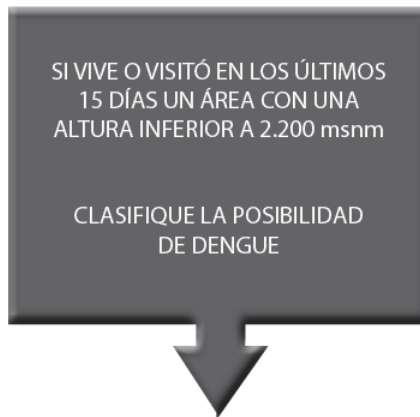 SI VIVE O VISITÓ EN LOS ÚLTIMOS
15 DÍAS UN ÁREA CON UNA
ALTURA INFERIOR A 2.200 msnm
CLASIFIQUE LA POSIBILIDAD
DE DENGUE